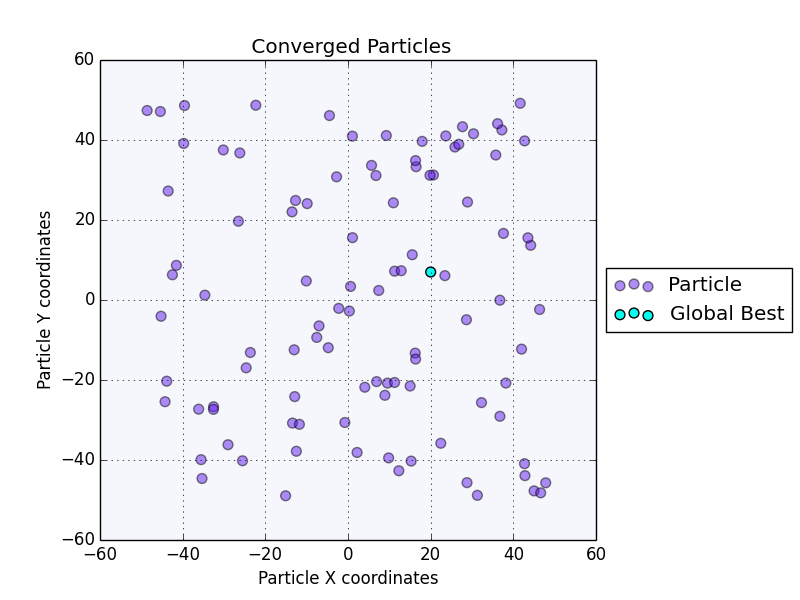 Converged Particles
60
40
20
0
−20
−40
−60
−60
−40
−20
0
20
40
60
Particle Y coordinates
Particle X coordinates
Particle
Global Best